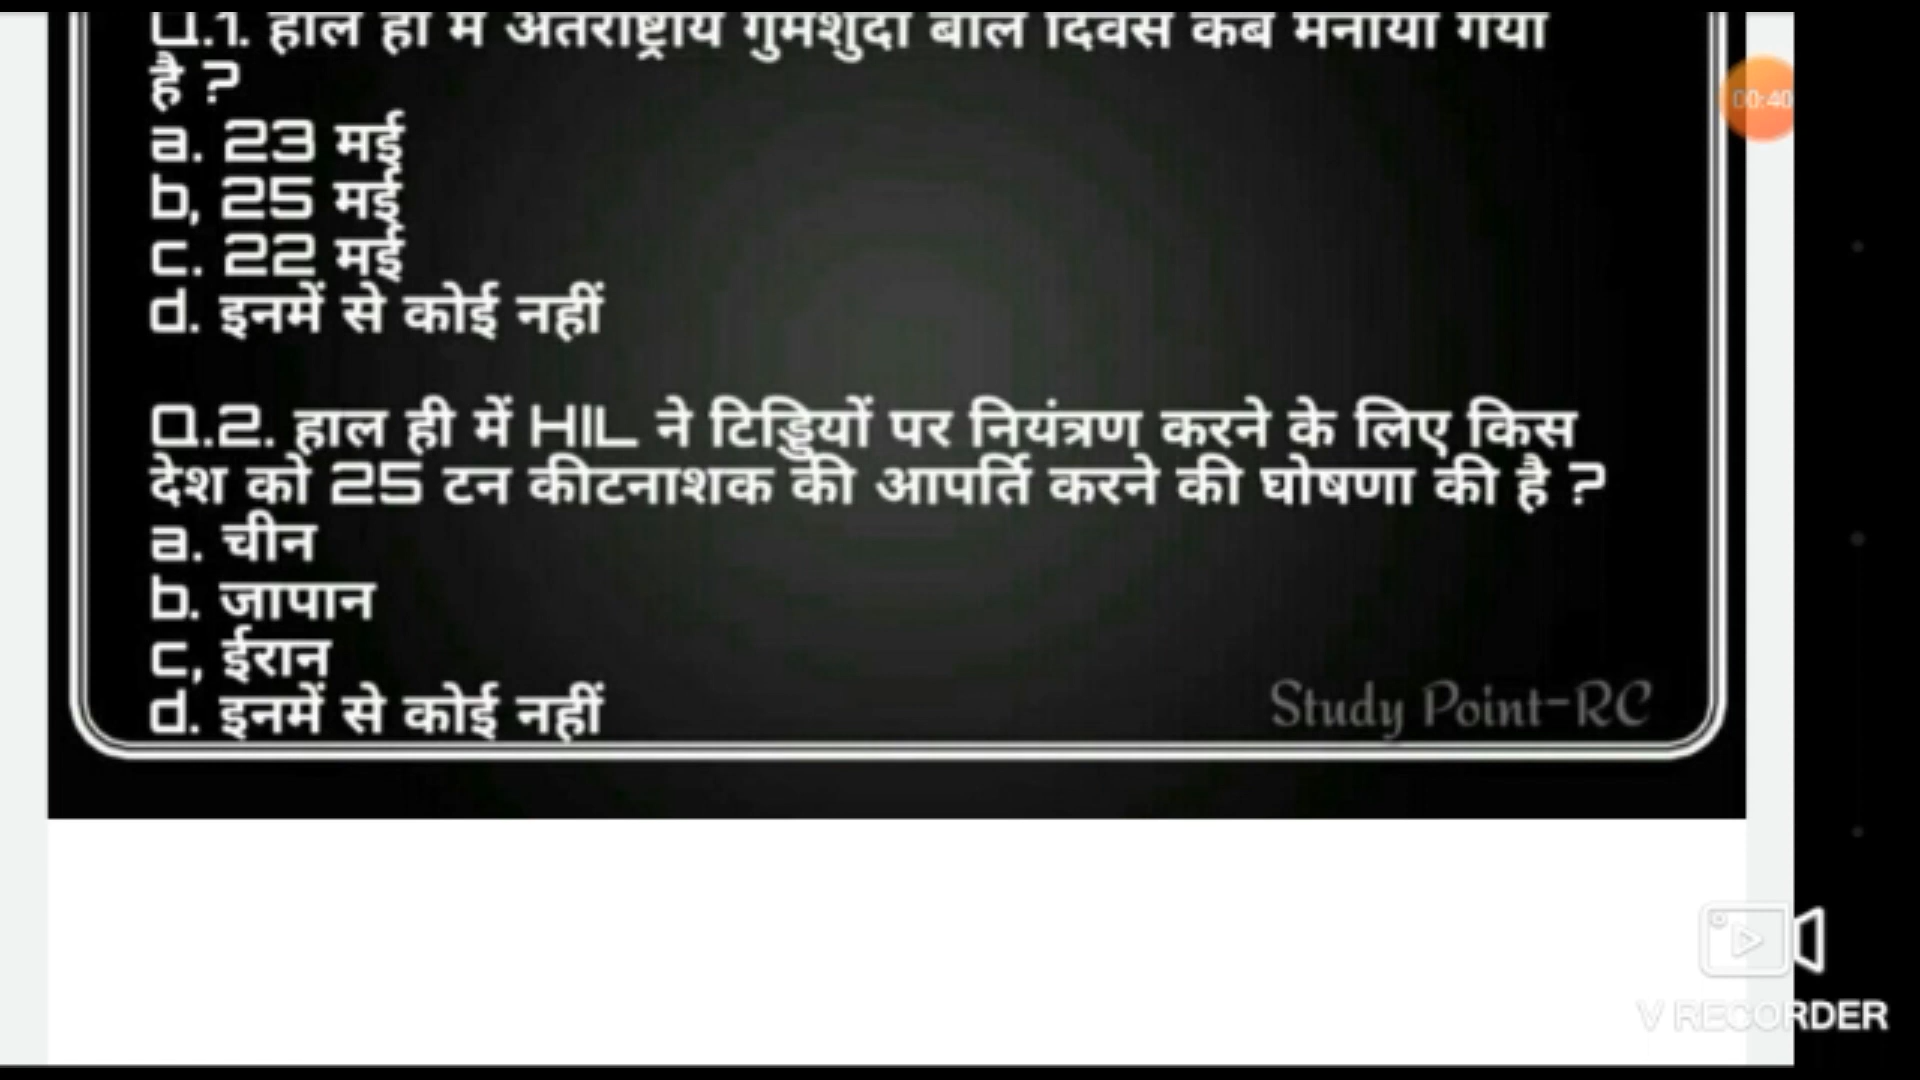 Q.1. हाल ही में अंतर्राष्ट्रीय गुमशुदा बाल दिवस कब मनाया गया
है ?
00:40
a. 23 मई
b, 25 मई
c. 22 मई
d. इनमें से कोई नहीं
Q.2. हाल ही में HIL ने टिड्डियों पर नियंत्रण करने के लिए किस
देश को 25 टन कीटनाशक की आपर्ति करने की घोषणा की है ?
a. चीन
b. जापान
c, ईरान
d. इनमें से कोई नहीं
Study Point-RC
V RECORDER